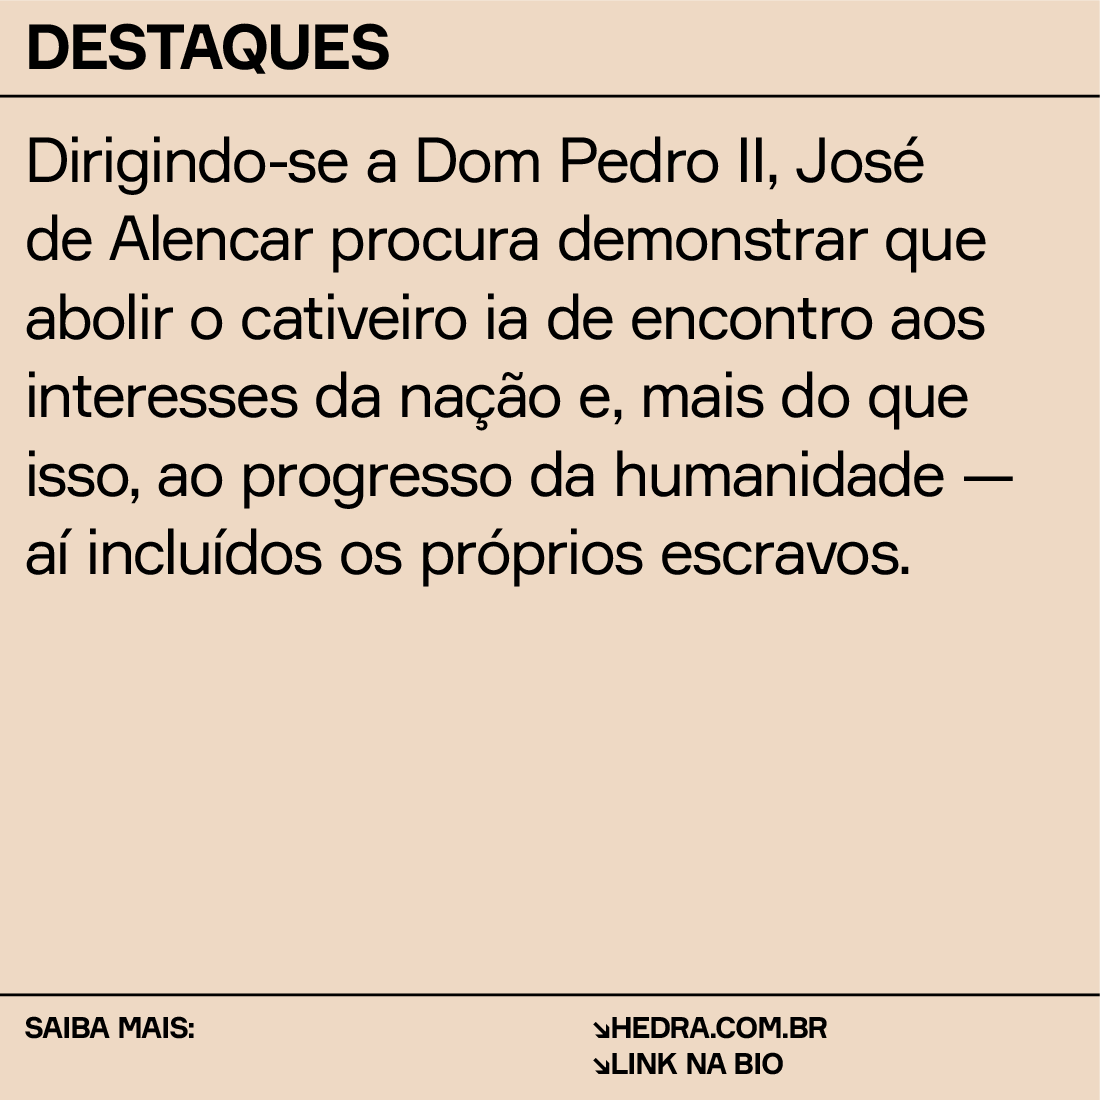 DESTAQUES
Dirigindo-se a Dom Pedro II, José
de Alencar procura demonstrar que
abolir o cativeiro ia de encontro aos
interesses da nação e, mais do que
isso, ao progresso da humanidade —
aí incluídos os próprios escravos.
SAIBA MAIS:
↘HEDRA.COM.BR
↘LINK NA BIO